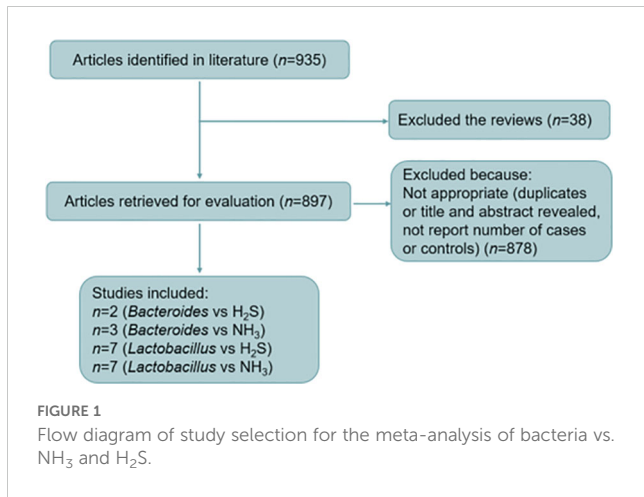 Articles identified in literature (n=935)
Excluded the reviews (n=38)
Articles retrieved for evaluation (n=897)
Excluded because:
Not appropriate (duplicates
or title and abstract revealed,
not report number of cases
or controls) (n=878)
Studies included:
n=2 (Bacteroides vs H₂S)
n=3 (Bacteroides vs NH₃)
n=7 (Lactobacillus vs H₂S)
n=7 (Lactobacillus vs NH₃)
FIGURE 1
Flow diagram of study selection for the meta-analysis of bacteria vs.
NH₃ and H₂S.